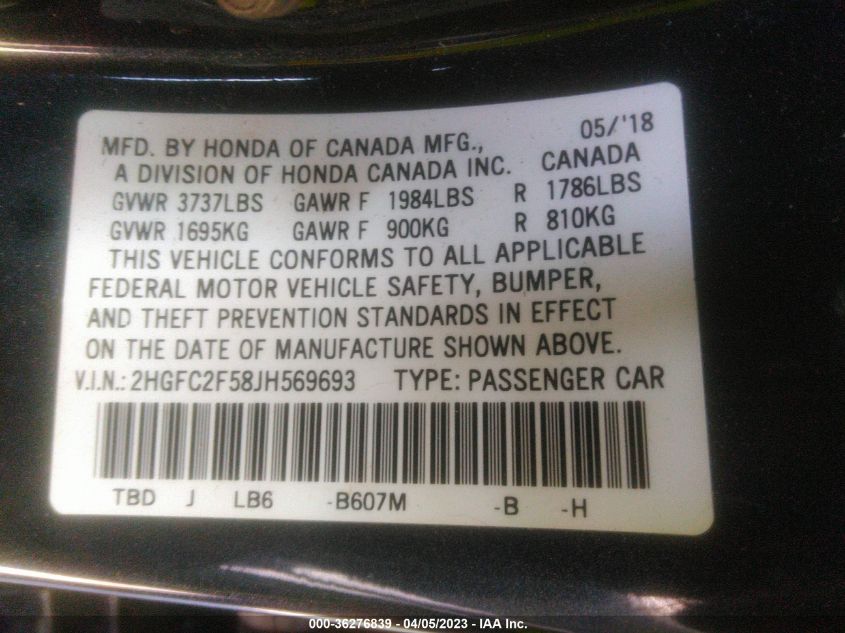 05/'18
MFD. BY HONDA OF CANADA MFG.,
A DIVISION OF HONDA CANADA INC. CANADA
GVWR 3737LBS GAWR F 1984LBS R 1786LBS
GVWR 1695KG GAWR F 900KG R 810KG
THIS VEHICLE CONFORMS TO ALL APPLICABLE
FEDERAL MOTOR VEHICLE SAFETY, BUMPER,
AND THEFT PREVENTION STANDARDS IN EFFECT
ON THE DATE OF MANUFACTURE SHOWN ABOVE.
V.I.N.: 2HGFC2F58JH569693 TYPE: PASSENGER CAR
TBD J LB6 -B607M -B -H
000-36276839 - 04/05/2023 - IAA Inc.